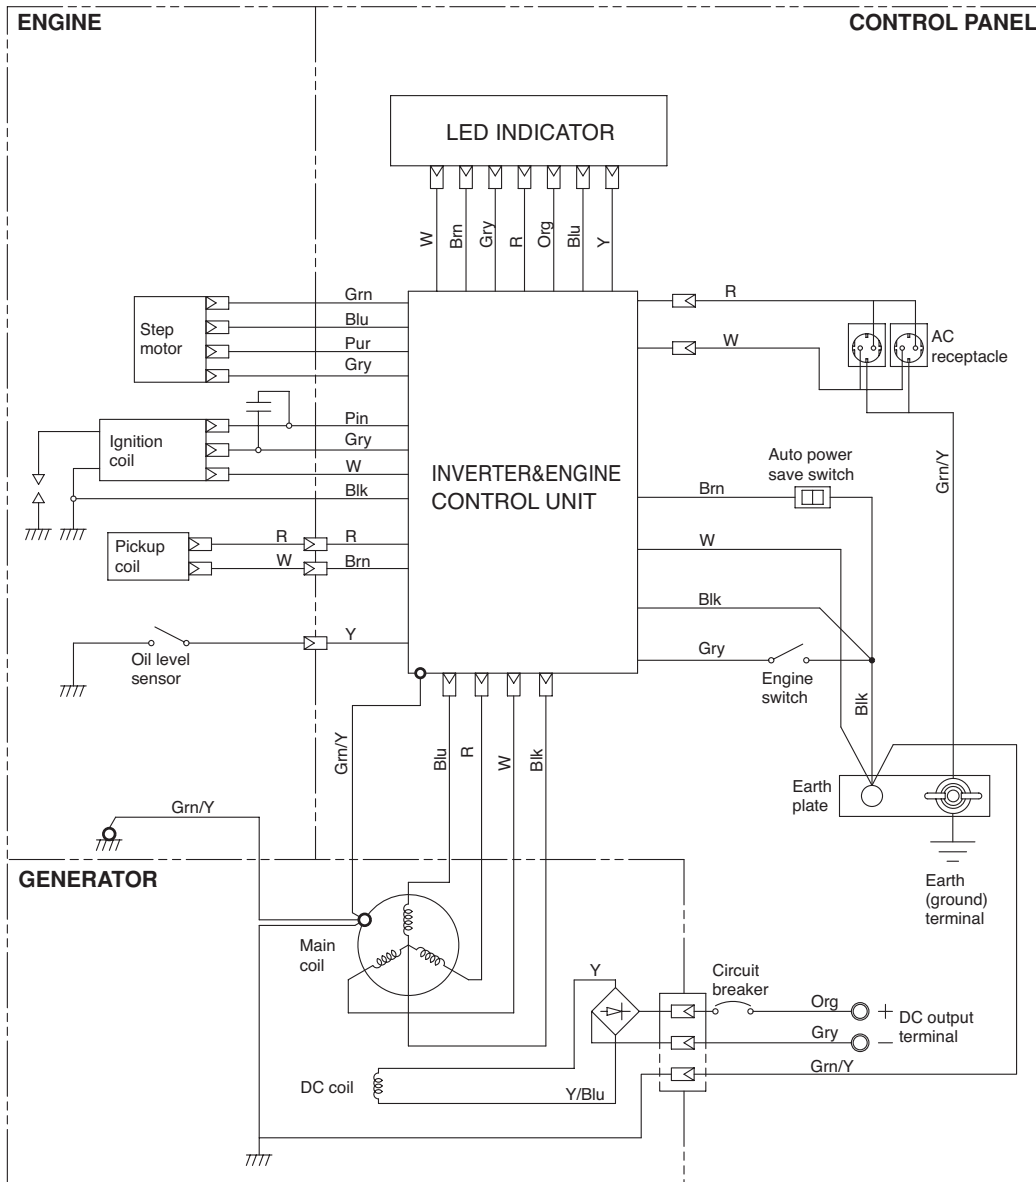 ENGINE
CONTROL PANEL
LED INDICATOR
W
Brn
Gry
R
Org
Blu
Y
Step
motor
Grn
Blu
Pur
Gry
Ignition
coil
Pin
Gry
W
Blk
Pickup
coil
R
R
W
Brn
Oil level
sensor
Y
INVERTER&ENGINE
CONTROL UNIT
R
W
AC
receptacle
Auto power
save switch
Brn
W
Blk
Gry
Engine
switch
Blk
Grn/Y
Earth
plate
Earth
(ground)
terminal
Grn/Y
Blu
R
W
Blk
Grn/Y
GENERATOR
Main
coil
DC coil
Y
Y/Blu
Circuit
breaker
Org
Gry
Grn/Y
+
−
DC output
terminal